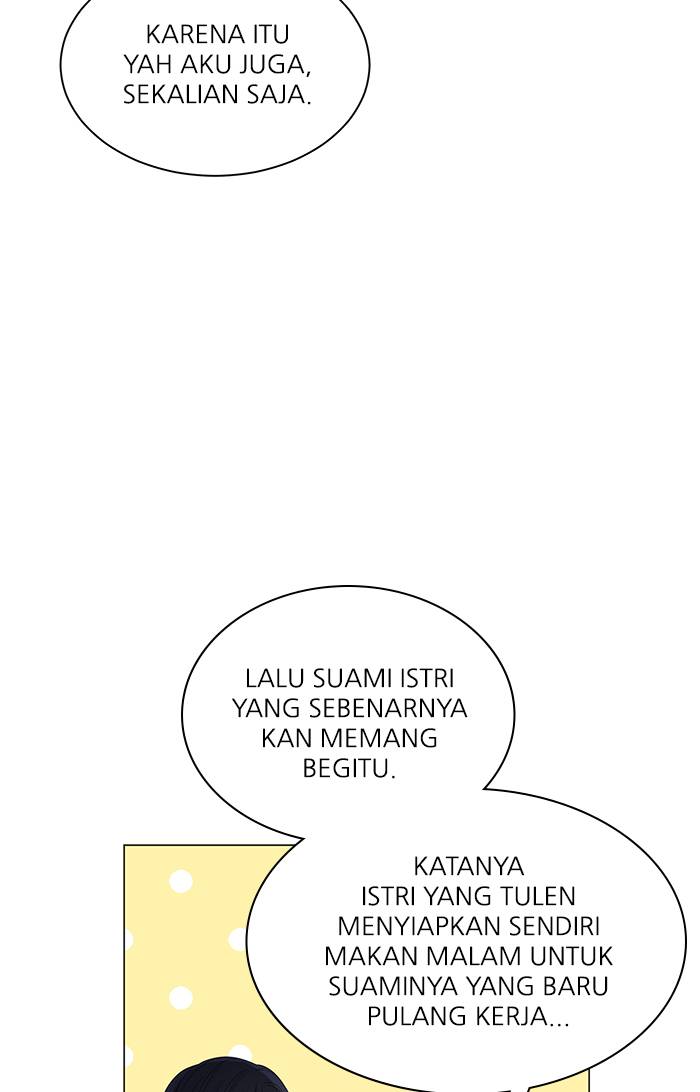 KARENA ITU
YAH AKU JUGA,
SEKALIAN SAJA.
LALU SUAMI ISTRI
YANG SEBENARNYA
KAN MEMANG
BEGITU.
KATANYA
ISTRI YANG TULEN
MENYIAPKAN SENDIRI
MAKAN MALAM UNTUK
SUAMINYA YANG BARU
PULANG KERJA...